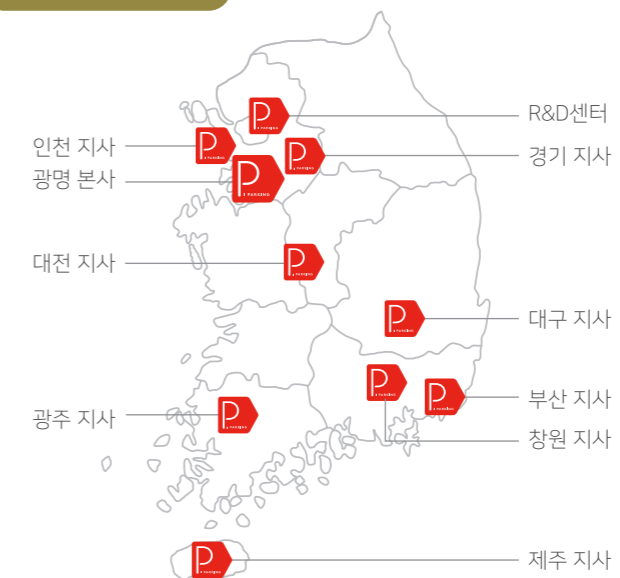 R&D센터
인천 지사
경기 지사
광명 본사
대전 지사
대구 지사
부산 지사
광주 지사
창원 지사
제주 지사
P
P
P
P
PARKING
P
P
P
P
P
P